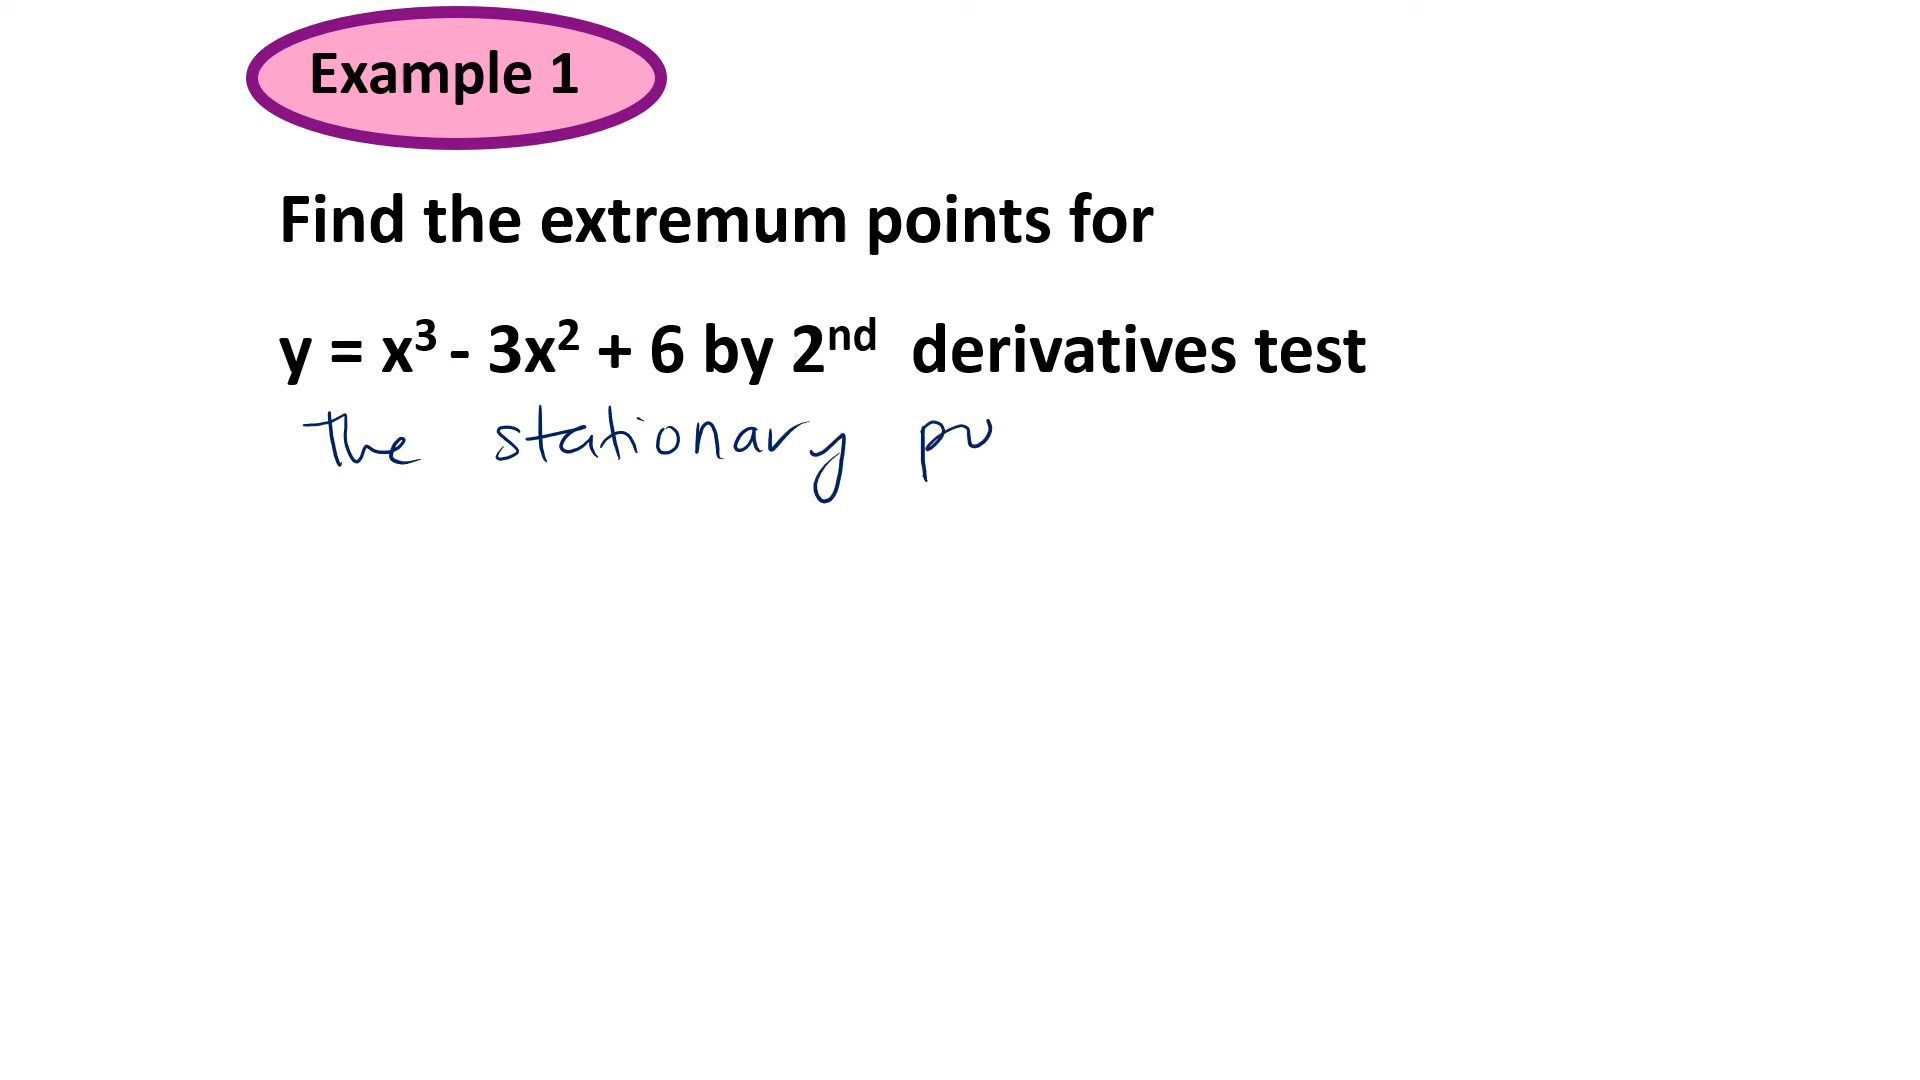 Example 1
Find the extremum points for
y = x³ - 3x² + 6 by 2ⁿᵈ derivatives test
the stationary